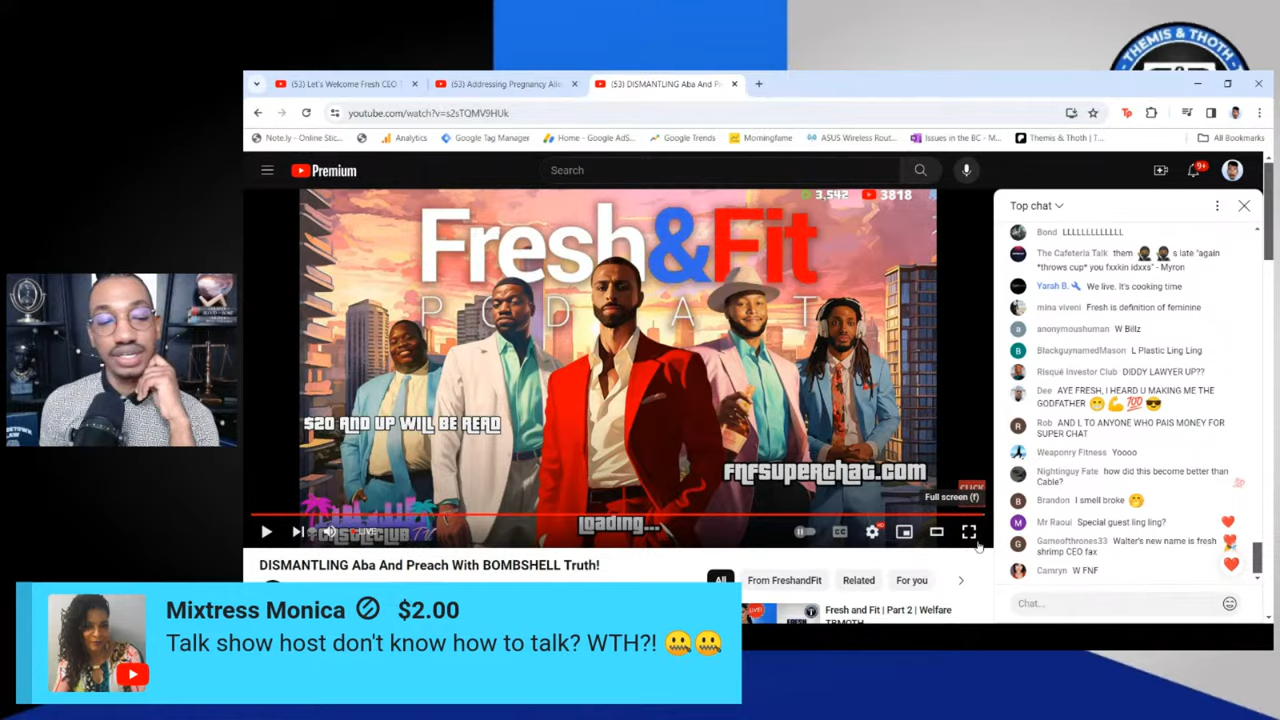 THEMIS & THOTH
(53) Let's Welcome Fresh CEO
(53) Addressing Pregnancy Alle
(53) DISMANTLING Aba And Pr
youtube.com/watch?v=s2sTQMV9HUk
Note.ly - Online Stic...
Analytics
Google Tag Manager
Home - Google AdS...
Google Trends
Morningfame
ASUS Wireless Rout...
Issues in the BC - M...
Themis & Thoth | T...
All Bookmarks
Premium
Search
9+
3,542
3818
Fresh&Fit
$20 AND UP WILL BE READ
FNFSUPERCHAT.COM
CLICK
Full screen (f)
Loading...
LIVE
CC
HD
Top chat
Bond LLLLLLLLLLLLL
The Cafeteria Talk them 🥷🏿 🥷🏿 s late "again
*throws cup* you fxxkin idxxs" - Myron
Yarah B. 🔧 We live. It's cooking time
mina viveni Fresh is definition of feminine
anonymoushuman W Billz
BlackguynamedMason L Plastic Ling Ling
Risqué Investor Club DIDDY LAWYER UP??
Dee AYE FRESH, I HEARD U MAKING ME THE
GODFATHER 😁💪💯😎
Rob AND L TO ANYONE WHO PAIS MONEY FOR
SUPER CHAT
Weaponry Fitness Yoooo
Nightinguy Fate how did this become better than
Cable?
Brandon I smell broke 🤭
Mr Raoul Special guest ling ling?
Gameofthrones33 Walter's new name is fresh
shrimp CEO fax
Camryn W FNF
Chat...
DISMANTLING Aba And Preach With BOMBSHELL Truth!
All
From FreshandFit
Related
For you
LIVE!
Fresh and Fit | Part 2 | Welfare
Mixtress Monica $2.00
Talk show host don't know how to talk? WTH?! 🤐🤐